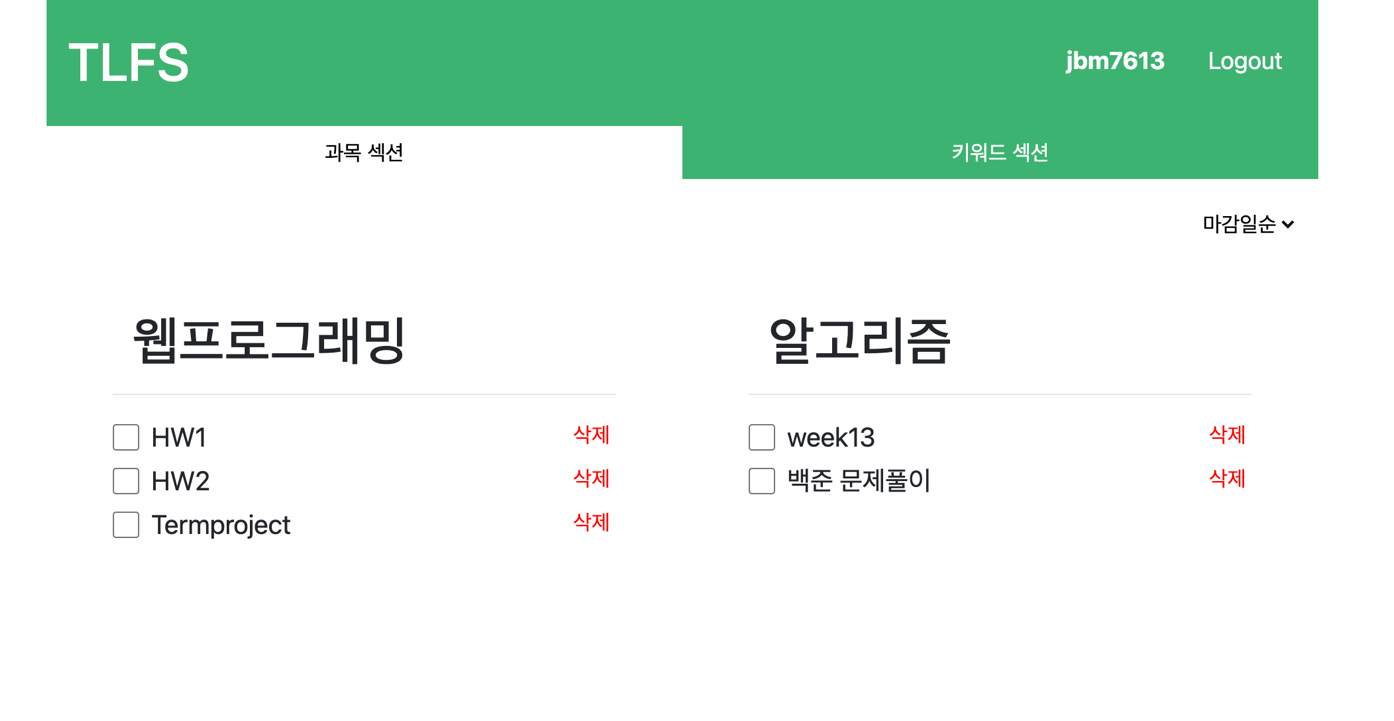 TLFS
jbm7613 Logout
과목 섹션
키워드 섹션
마감일순
웹프로그래밍
HW1 삭제
HW2 삭제
Termproject 삭제
알고리즘
week13 삭제
백준 문제풀이 삭제